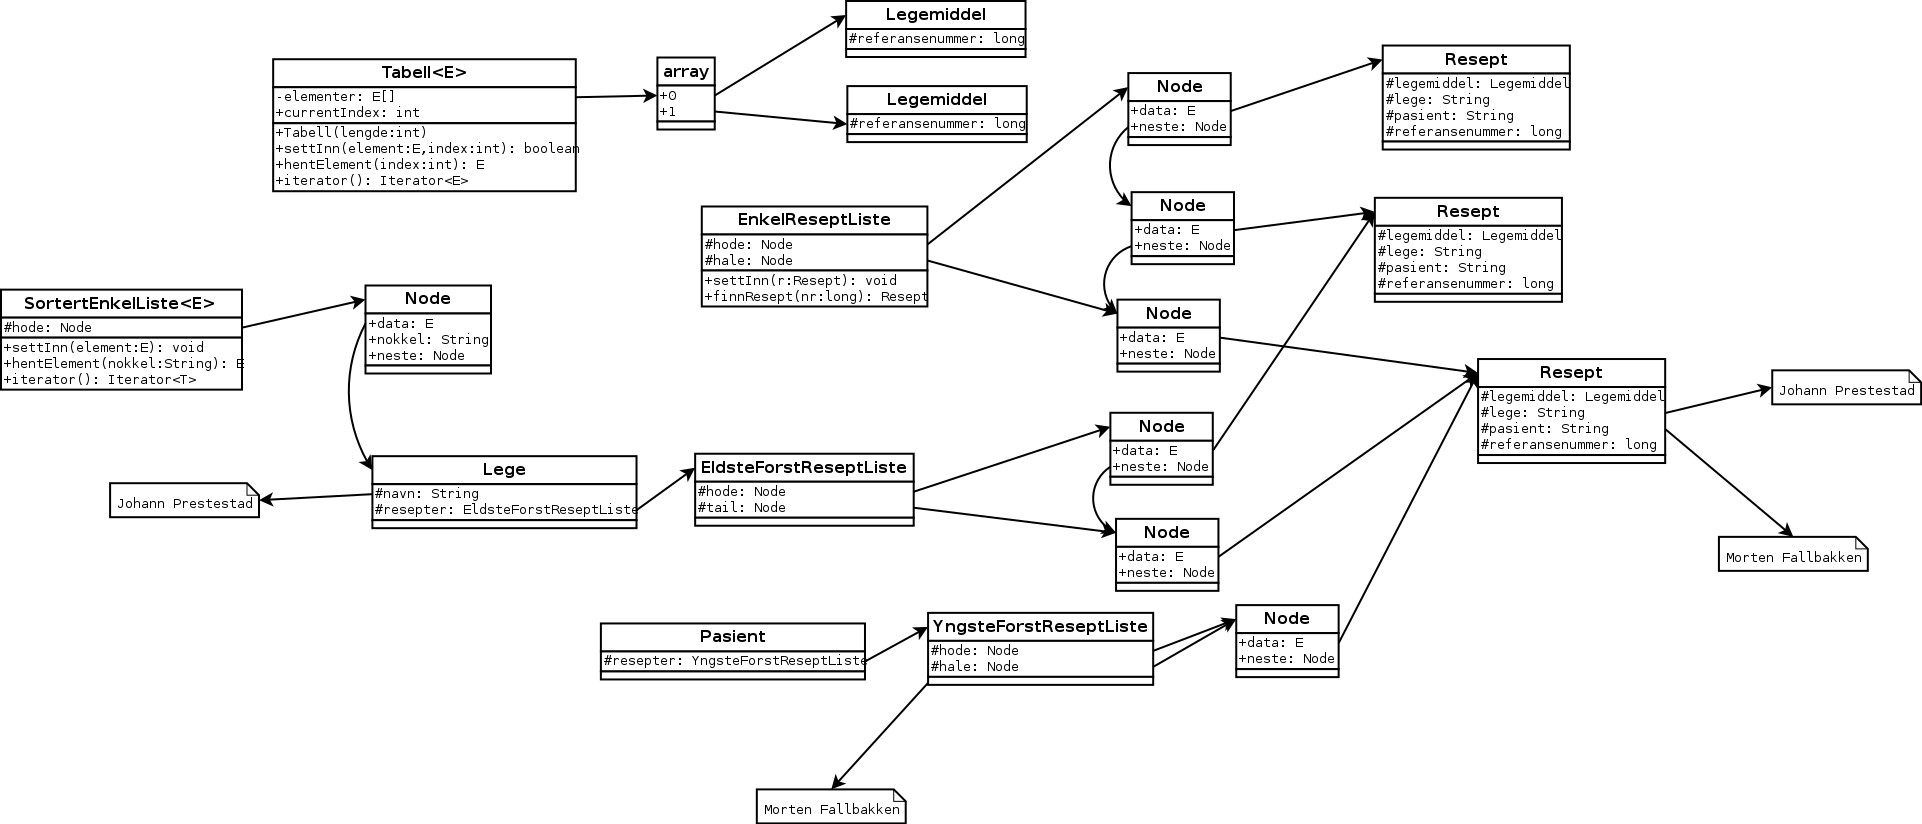 Legemiddel
#referansenummer: long
Tabell<E>
-elementer: E[]
+currentIndex: int
+Tabell(lengde:int)
+settInn(element:E,index:int): boolean
+hentElement(index:int): E
+iterator(): Iterator<E>
array
+0
+1
Legemiddel
#referansenummer: long
Node
+data: E
+neste: Node
Resept
#legemiddel: Legemiddel
#lege: String
#pasient: String
#referansenummer: long
EnkelReseptListe
#hode: Node
#hale: Node
+settInn(r:Resept): void
+finnResept(nr:long): Resept
Node
+data: E
+neste: Node
Resept
#legemiddel: Legemiddel
#lege: String
#pasient: String
#referansenummer: long
SortertEnkelListe<E>
#hode: Node
+settInn(element:E): void
+hentElement(nokkel:String): E
+iterator(): Iterator<T>
Node
+data: E
+nokkel: String
+neste: Node
Node
+data: E
+neste: Node
Resept
#legemiddel: Legemiddel
#lege: String
#pasient: String
#referansenummer: long
Johann Prestestad
Johann Prestestad
Lege
#navn: String
#resepter: EldsteForstReseptListe
EldsteForstReseptListe
#hode: Node
#tail: Node
Node
+data: E
+neste: Node
Node
+data: E
+neste: Node
Morten Fallbakken
Pasient
#resepter: YngsteForstReseptListe
YngsteForstReseptListe
#hode: Node
#hale: Node
Node
+data: E
+neste: Node
Morten Fallbakken